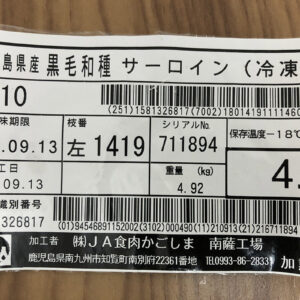 島県産 黒毛和種 サーロイン（冷凍
10
(251)1581326817(7002)1801419111146(
味期限 枝番 シリアルNo. 保存温度-18℃
.09.13 左 1419 711894
工日 重量 (kg) 4.
.09.13 4.92
識別番号
326817 (01)94546891152002(3102)000490(11)210913(21)7118941
加工者 ㈱JA食肉かごしま 南薩工場
鹿児島県南九州市知覧町南別府22361番地 TEL0993-86-2833